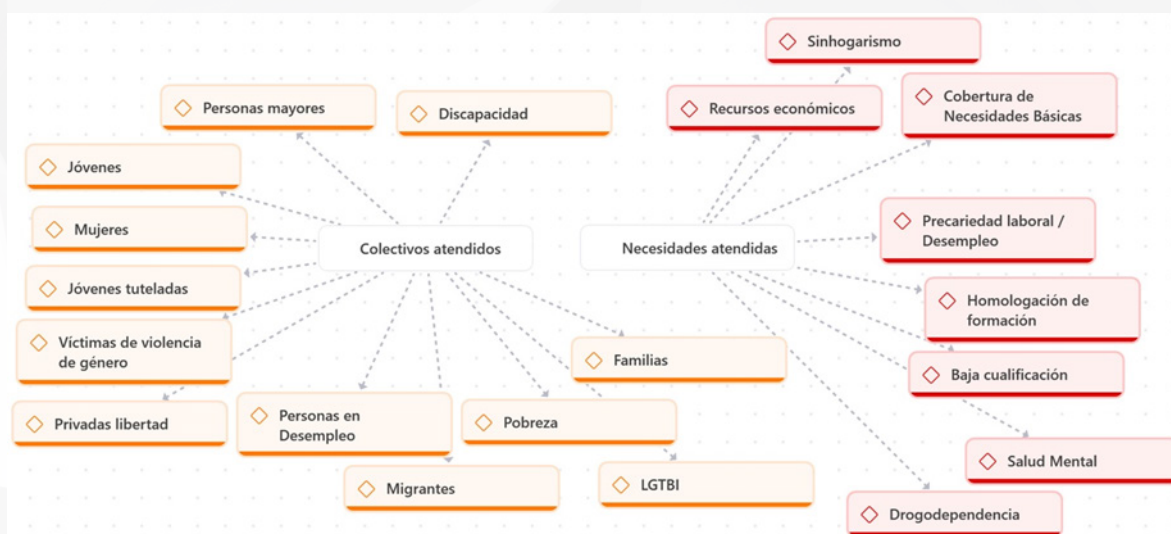 Sinhogarismo
Personas mayores
Discapacidad
Recursos económicos
Cobertura de
Necesidades Básicas
Jóvenes
Mujeres
Colectivos atendidos
Necesidades atendidas
Precariedad laboral /
Desempleo
Jóvenes tuteladas
Homologación de
formación
Víctimas de violencia
de género
Familias
Baja cualificación
Privadas libertad
Personas en
Desempleo
Pobreza
Migrantes
LGTBI
Salud Mental
Drogodependencia